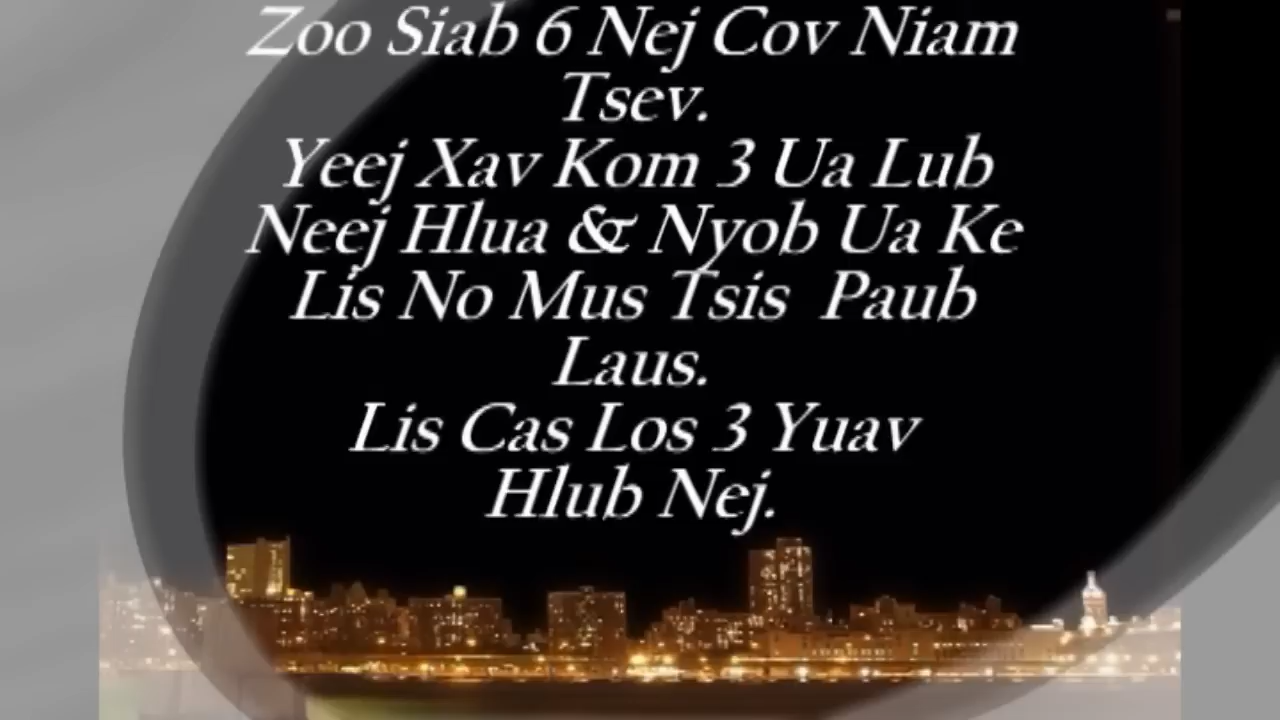 Zoo Siab 6 Nej Cov Niam
Tsev.
Yeej Xav Kom 3 Ua Lub
Neej Hlua & Nyob Ua Ke
Lis No Mus Tsis Paub
Laus.
Lis Cas Los 3 Yuav
Hlub Nej.